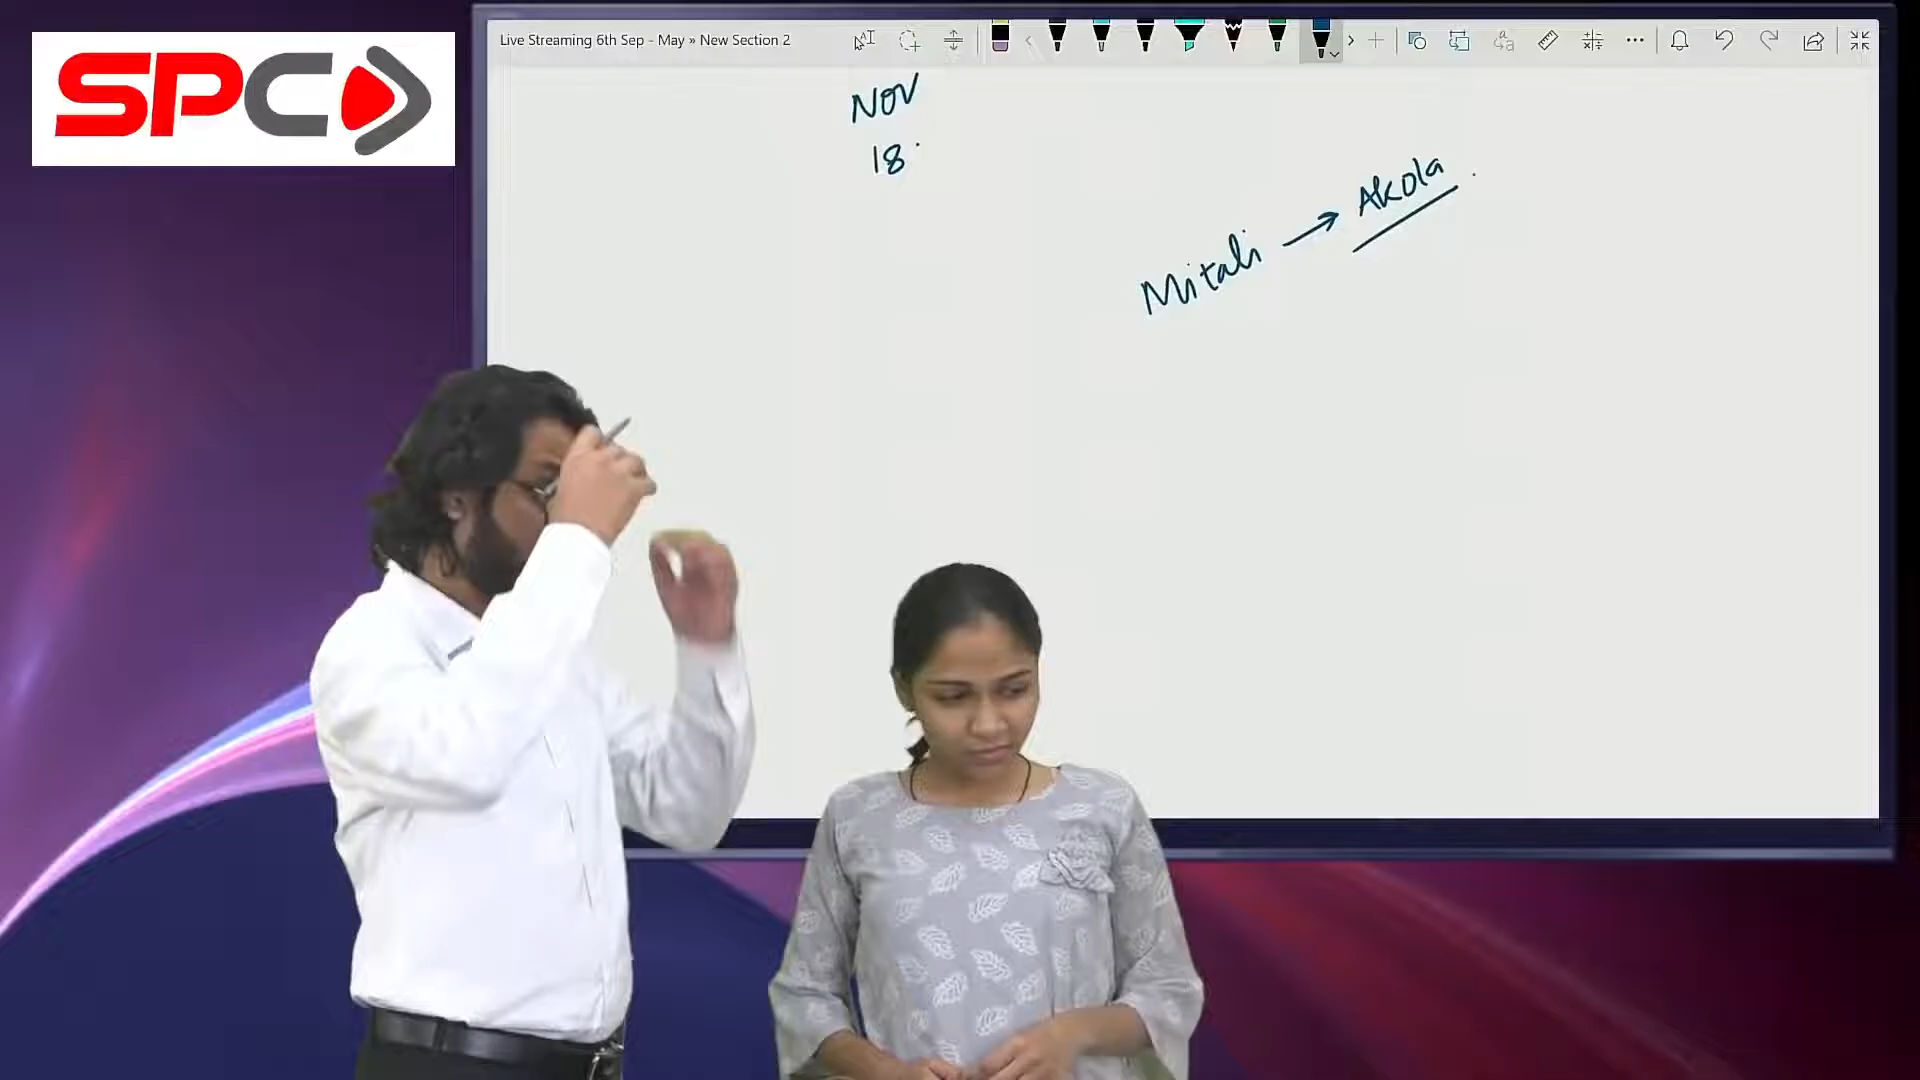 SPC
Live Streaming 6th Sep - May » New Section 2
Nov
18
Mitali → Akola